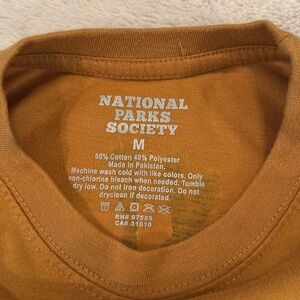 NATIONAL
PARKS
SOCIETY
M
60% Cotton 40% Polyester
Made in Pakistan.
Machine wash cold with like colors. Only
non-chlorine bleach when needed. Tumble
dry low. Do not iron decoration. Do not
dryclean if decorated.
RN# 67585
CA# 31010